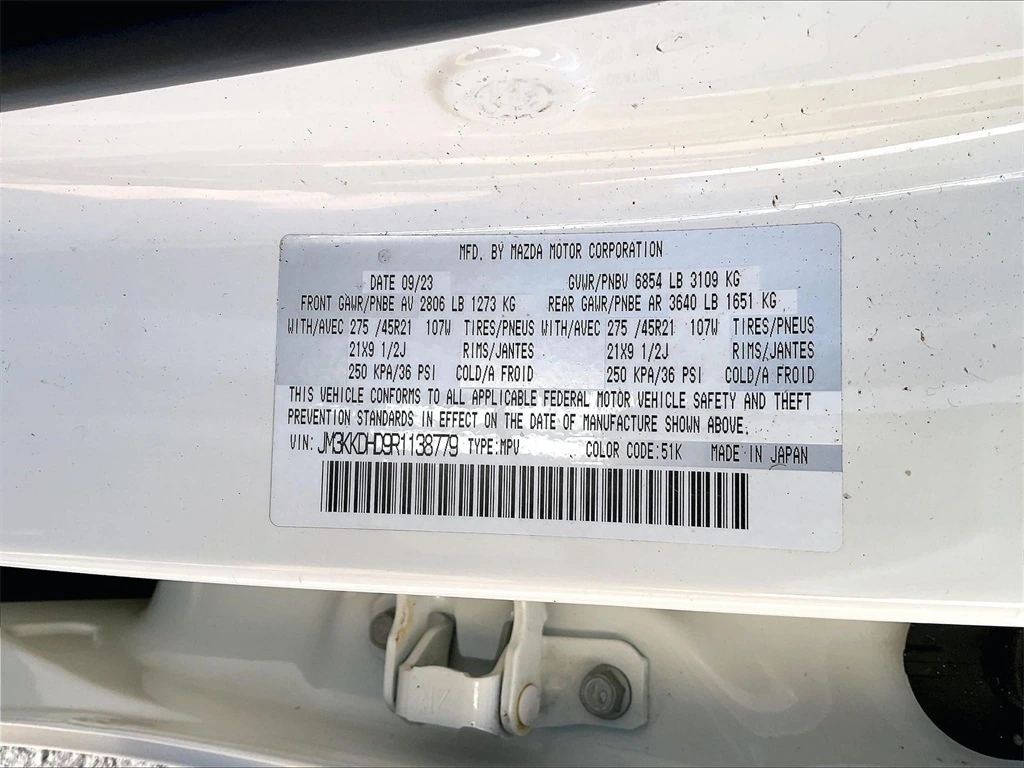 MFD. BY MAZDA MOTOR CORPORATION
DATE 09/23 GVWR/PNBV 6854 LB 3109 KG
FRONT GAWR/PNBE AV 2806 LB 1273 KG REAR GAWR/PNBE AR 3640 LB 1651 KG
WITH/AVEC 275 /45R21 107W TIRES/PNEUS WITH/AVEC 275 /45R21 107W TIRES/PNEUS
21X9 1/2J RIMS/JANTES 21X9 1/2J RIMS/JANTES
250 KPA/36 PSI COLD/A FROID 250 KPA/36 PSI COLD/A FROID
THIS VEHICLE CONFORMS TO ALL APPLICABLE FEDERAL MOTOR VEHICLE SAFETY AND THEFT
PREVENTION STANDARDS IN EFFECT ON THE DATE OF MANUFACTURE SHOWN ABOVE.
VIN: JM3KKDHD9R1138779 TYPE:MPV COLOR CODE:51K MADE IN JAPAN